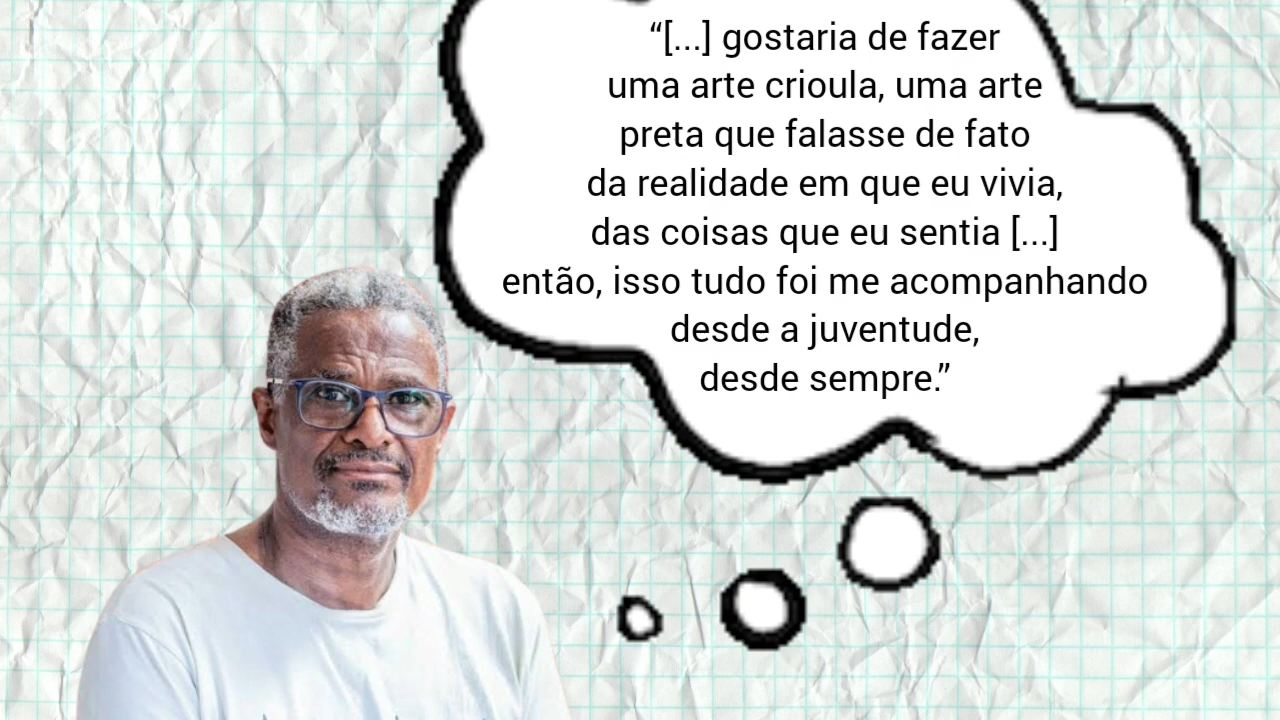 “[...] gostaria de fazer
uma arte crioula, uma arte
preta que falasse de fato
da realidade em que eu vivia,
das coisas que eu sentia [...]
então, isso tudo foi me acompanhando
desde a juventude,
desde sempre.”